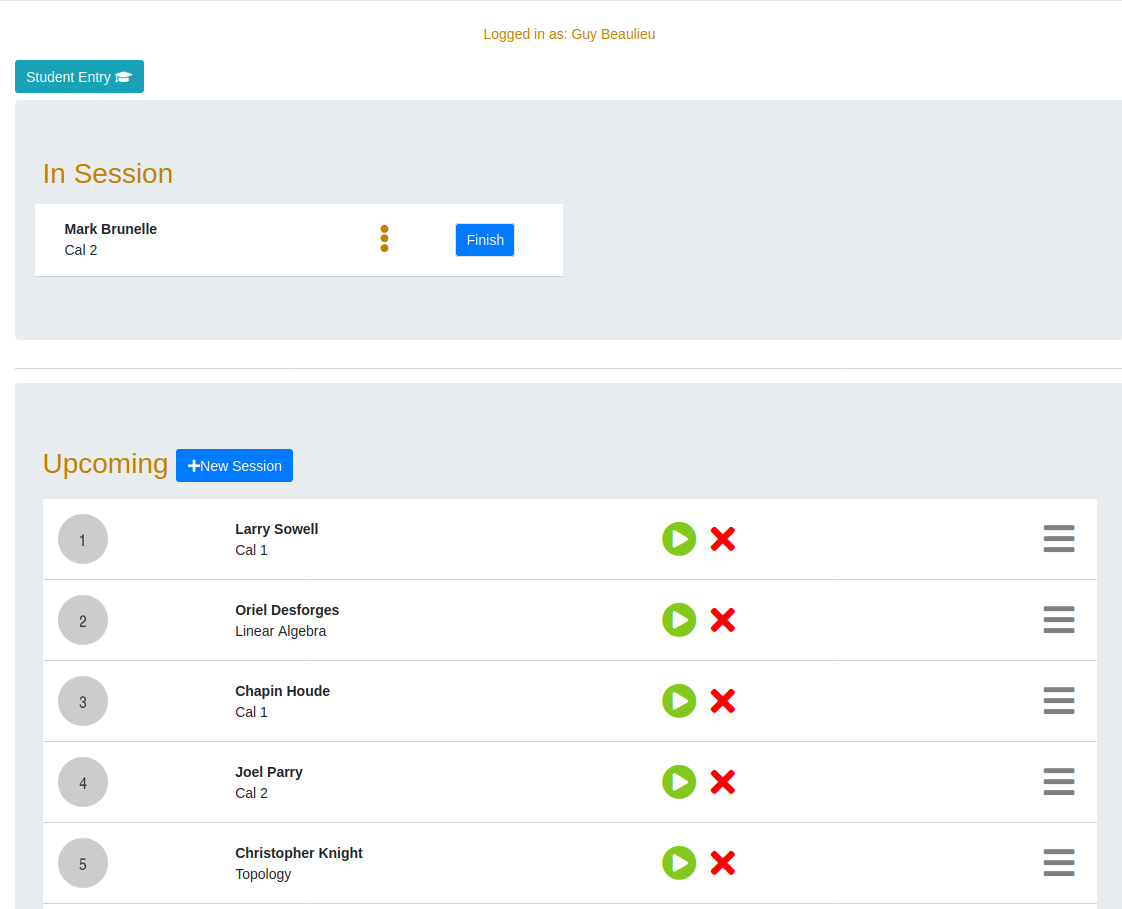 Logged in as: Guy Beaulieu
Student Entry
In Session
Mark Brunelle
Cal 2
Finish
Upcoming
New Session
1
Larry Sowell
Cal 1
2
Oriel Desforges
Linear Algebra
3
Chapin Houde
Cal 1
4
Joel Parry
Cal 2
5
Christopher Knight
Topology